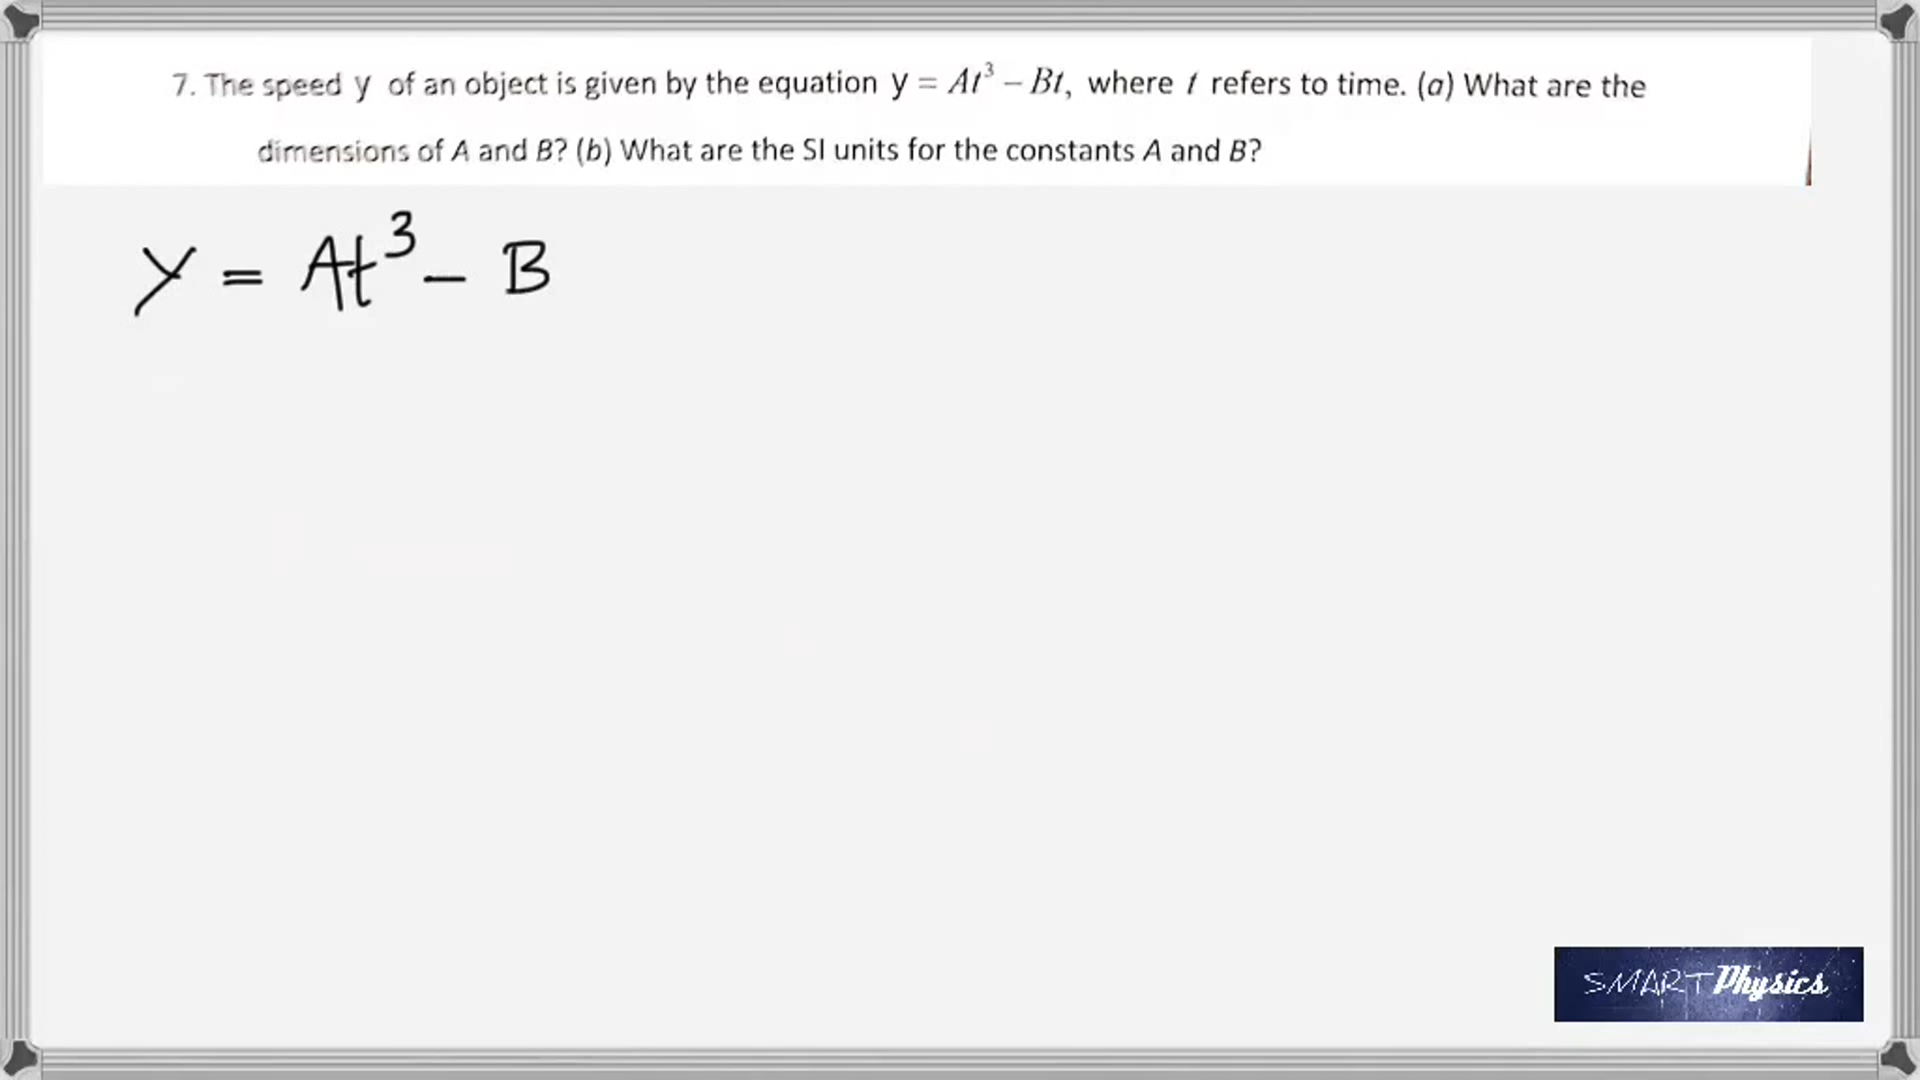 7. The speed y of an object is given by the equation y = At³ – Bt, where t refers to time. (a) What are the
dimensions of A and B? (b) What are the SI units for the constants A and B?
y = At³ – B
SMART Physics